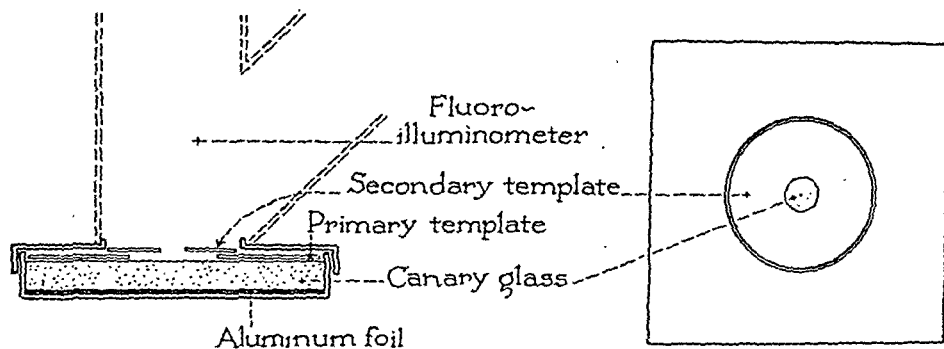 Fluoro-
illuminometer
Secondary template
Primary template
Canary glass
Aluminum foil